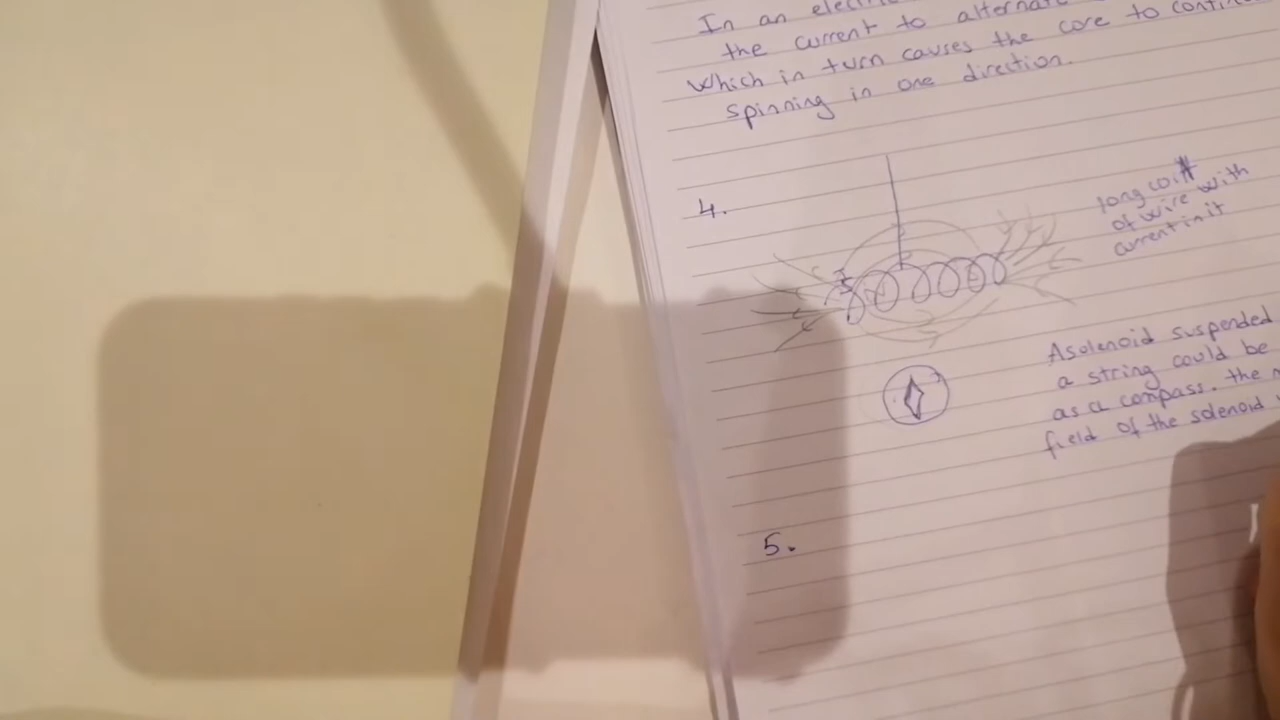 In an
the current to alternate
which in turn causes the core to
spinning in one direction.
4.
long coil
of wire with
current in it
A solenoid suspended
a string could be
as a compass. the
field of the solenoid
5.